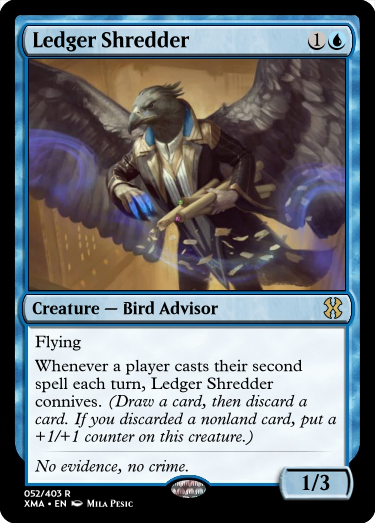 Ledger Shredder 1
Creature — Bird Advisor
Flying
Whenever a player casts their second
spell each turn, Ledger Shredder
connives. (Draw a card, then discard a
card. If you discarded a nonland card, put a
+1/+1 counter on this creature.)
No evidence, no crime.
1/3
052/403 R
XMA • EN Mila Pesic